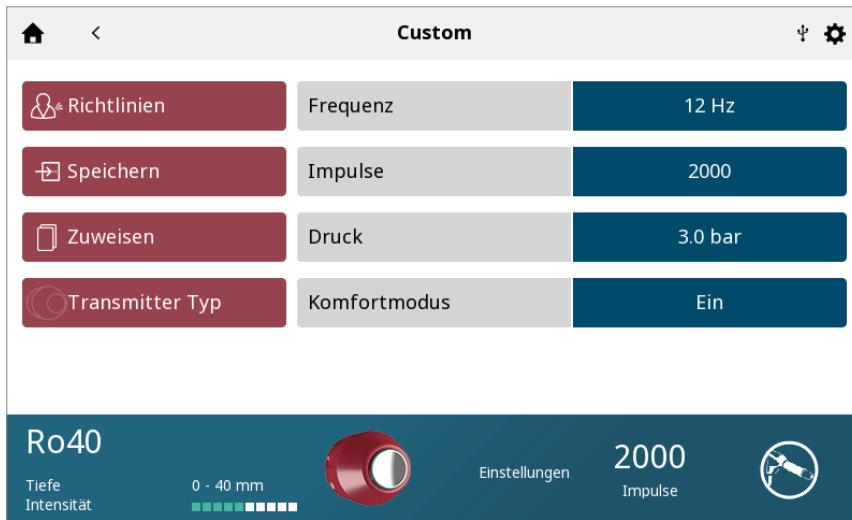 Custom
Richtlinien
Frequenz
12 Hz
Speichern
Impulse
2000
Zuweisen
Druck
3.0 bar
Transmitter Typ
Komfortmodus
Ein
Ro40
Tiefe
0 - 40 mm
Intensität
Einstellungen
2000
Impulse